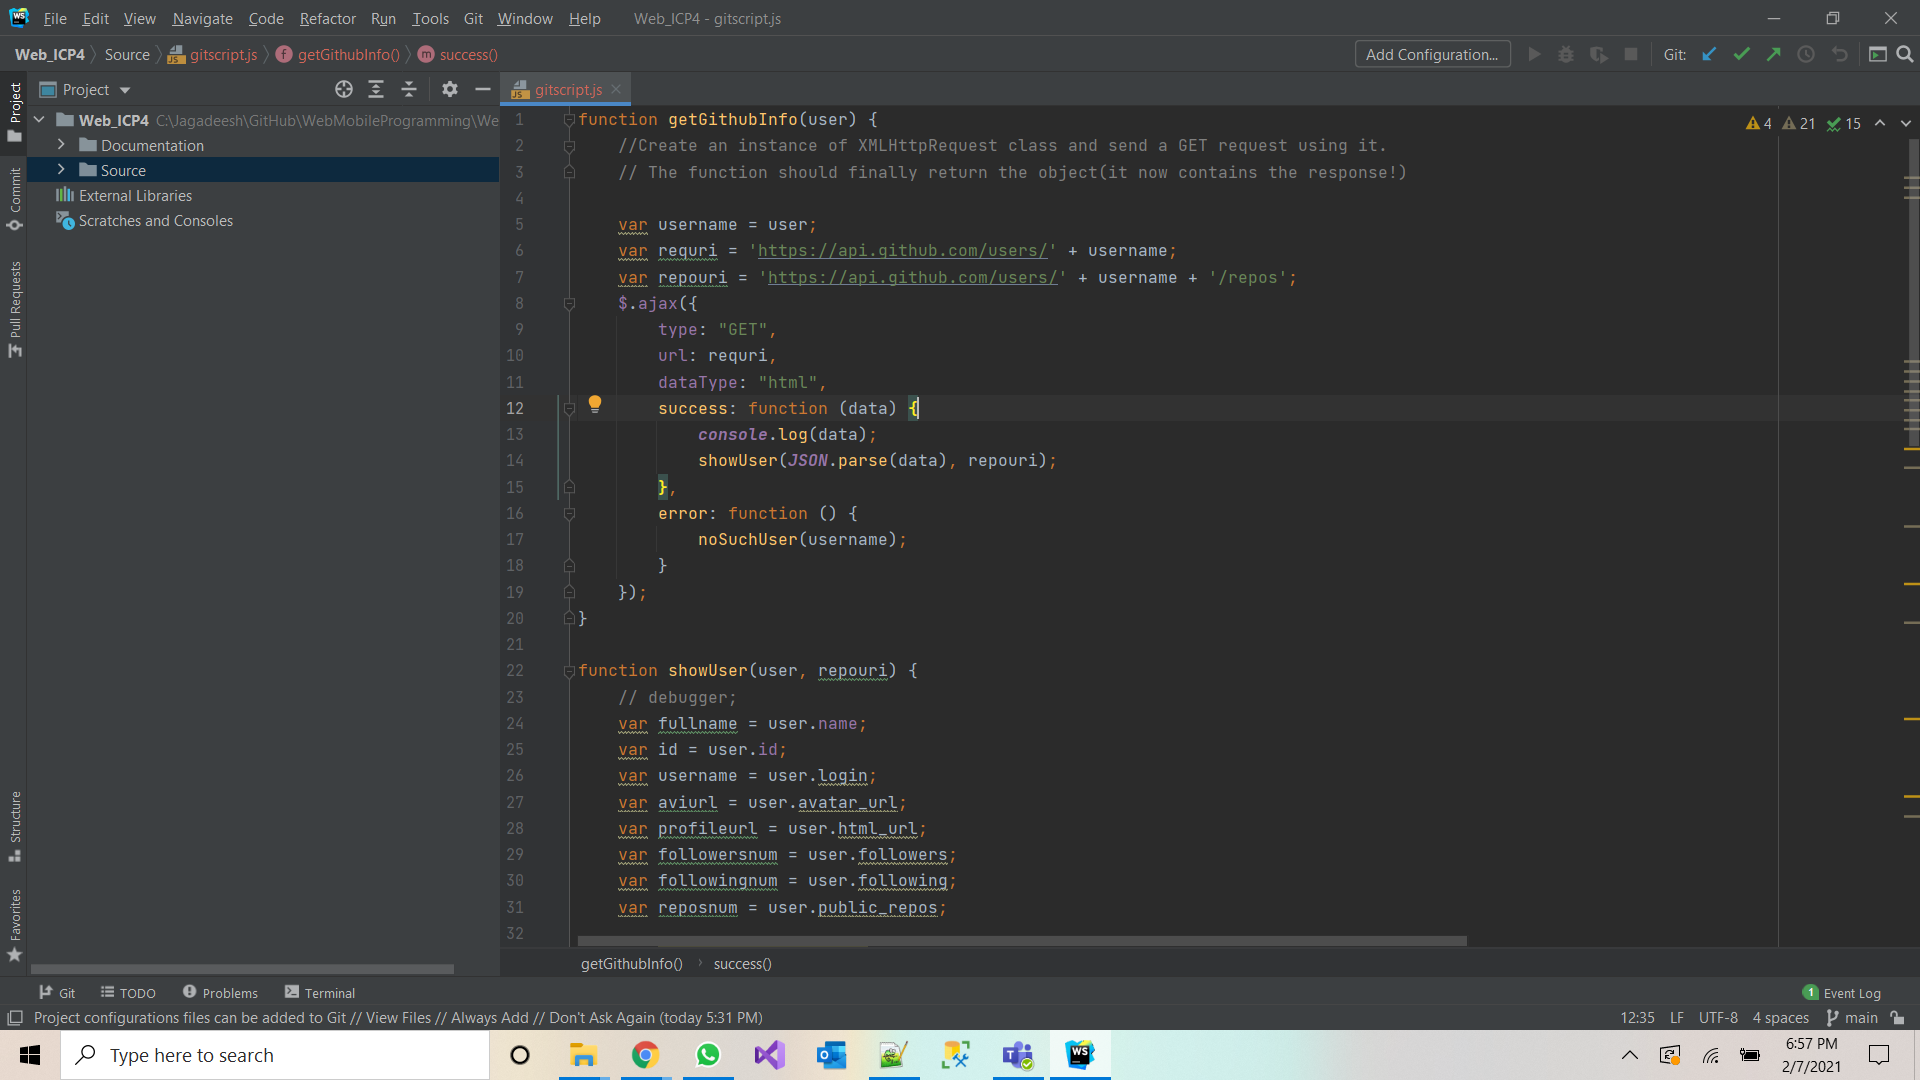 WS File Edit View Navigate Code Refactor Run Tools Git Window Help Web_ICP4 - gitscript.js
Web_ICP4 Source JS gitscript.js f getGithubInfo() m success() Add Configuration... Git:
Project
gitscript.js
Web_ICP4 C:\Jagadeesh\GitHub\WebMobileProgramming\We
Documentation
Source
External Libraries
Scratches and Consoles
Project
Commit
Pull Requests
Structure
Favorites
4 21 15
1 function getGithubInfo(user) {
2 //Create an instance of XMLHttpRequest class and send a GET request using it.
3 // The function should finally return the object(it now contains the response!)
4
5 var username = user;
6 var requri = 'https://api.github.com/users/' + username;
7 var repouri = 'https://api.github.com/users/' + username + '/repos';
8 $.ajax({
9 type: "GET",
10 url: requri,
11 dataType: "html",
12 success: function (data) {
13 console.log(data);
14 showUser(JSON.parse(data), repouri);
15 },
16 error: function () {
17 noSuchUser(username);
18 }
19 });
20 }
21
22 function showUser(user, repouri) {
23 // debugger;
24 var fullname = user.name;
25 var id = user.id;
26 var username = user.login;
27 var aviurl = user.avatar_url;
28 var profileurl = user.html_url;
29 var followersnum = user.followers;
30 var followingnum = user.following;
31 var reposnum = user.public_repos;
32
getGithubInfo() success()
Git TODO Problems Terminal 1 Event Log
Project configurations files can be added to Git // View Files // Always Add // Don't Ask Again (today 5:31 PM) 12:35 LF UTF-8 4 spaces main
Type here to search WS
6:57 PM
2/7/2021